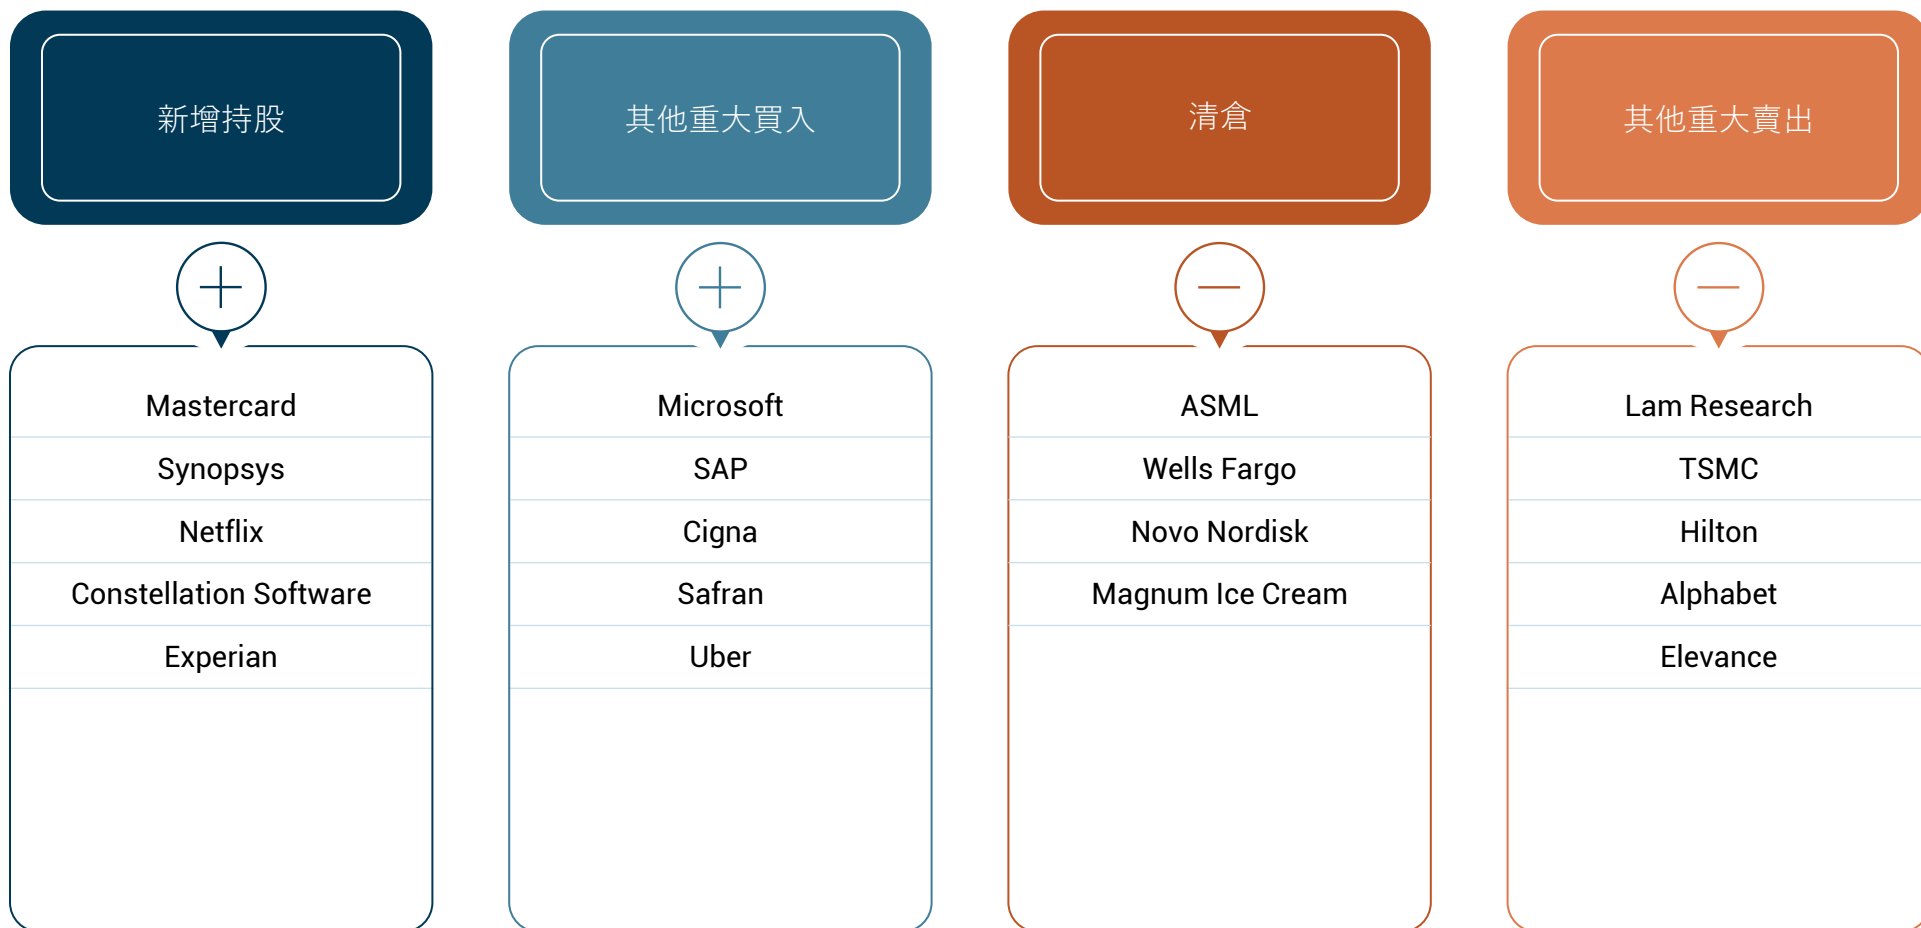 新增持股
Mastercard
Synopsys
Netflix
Constellation Software
Experian
其他重大買入
Microsoft
SAP
Cigna
Safran
Uber
清倉
ASML
Wells Fargo
Novo Nordisk
Magnum Ice Cream
其他重大賣出
Lam Research
TSMC
Hilton
Alphabet
Elevance